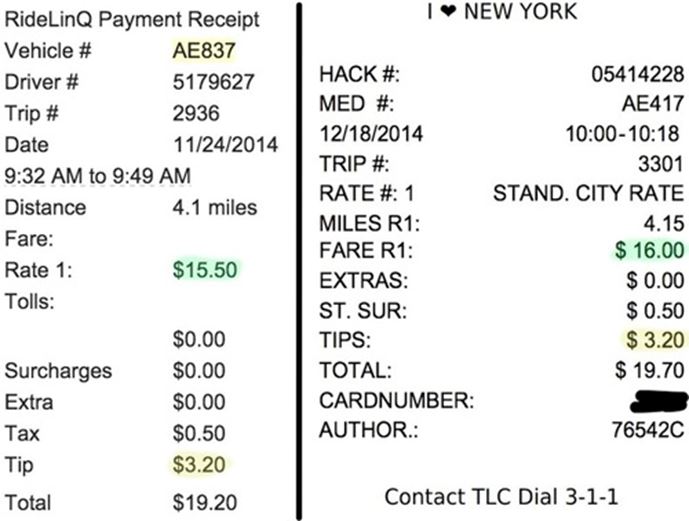 RideLinQ Payment Receipt
Vehicle # AE837
Driver # 5179627
Trip # 2936
Date 11/24/2014
9:32 AM to 9:49 AM
Distance 4.1 miles
Fare:
Rate 1: $15.50
Tolls:
$0.00
Surcharges $0.00
Extra $0.00
Tax $0.50
Tip $3.20
Total $19.20
I ❤ NEW YORK
HACK #: 05414228
MED #: AE417
12/18/2014 10:00-10:18
TRIP #: 3301
RATE #: 1 STAND. CITY RATE
MILES R1: 4.15
FARE R1: $ 16.00
EXTRAS: $ 0.00
ST. SUR: $ 0.50
TIPS: $ 3.20
TOTAL: $ 19.70
CARDNUMBER:
AUTHOR.: 76542C
Contact TLC Dial 3-1-1